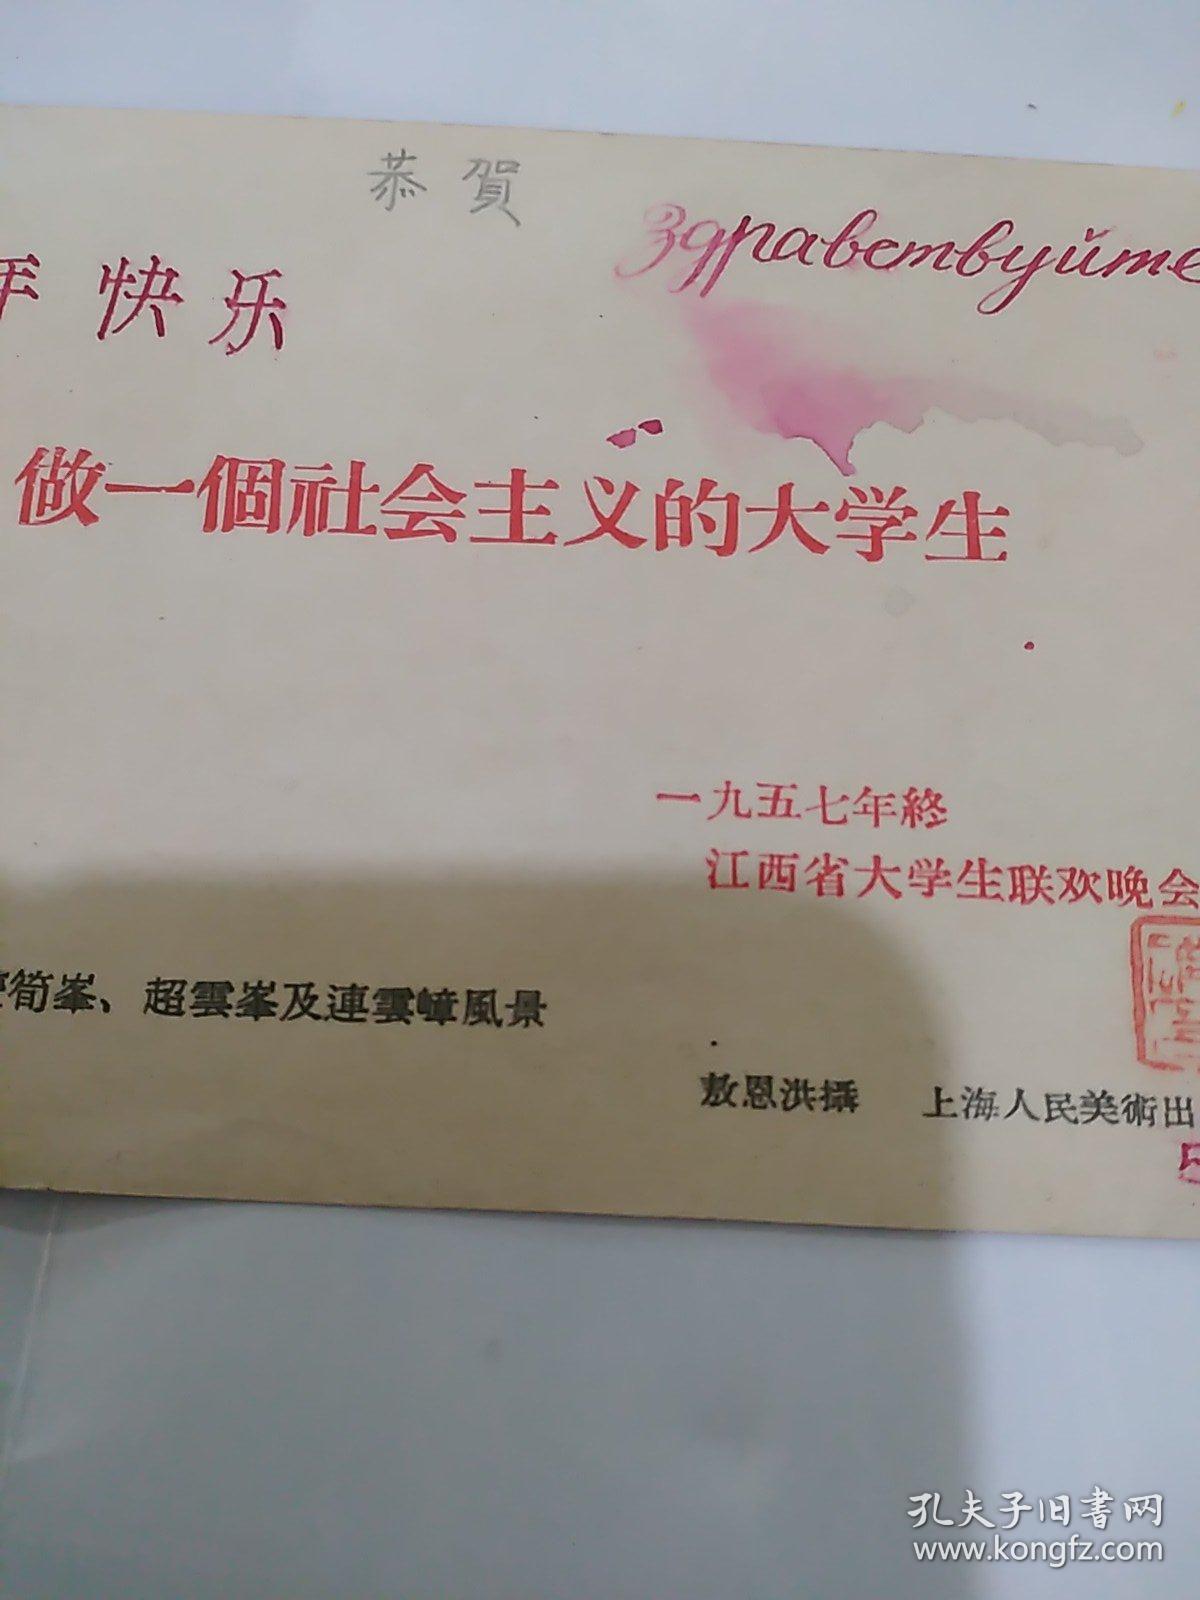 恭賀
Здравствуйте
年快乐
做一個社会主义的大学生
一九五七年終
江西省大学生联欢晚会
筍峯、超雲峯及連雲嶂風景
敖恩洪攝 上海人民美術出
孔夫子旧书网
www.kongfz.com